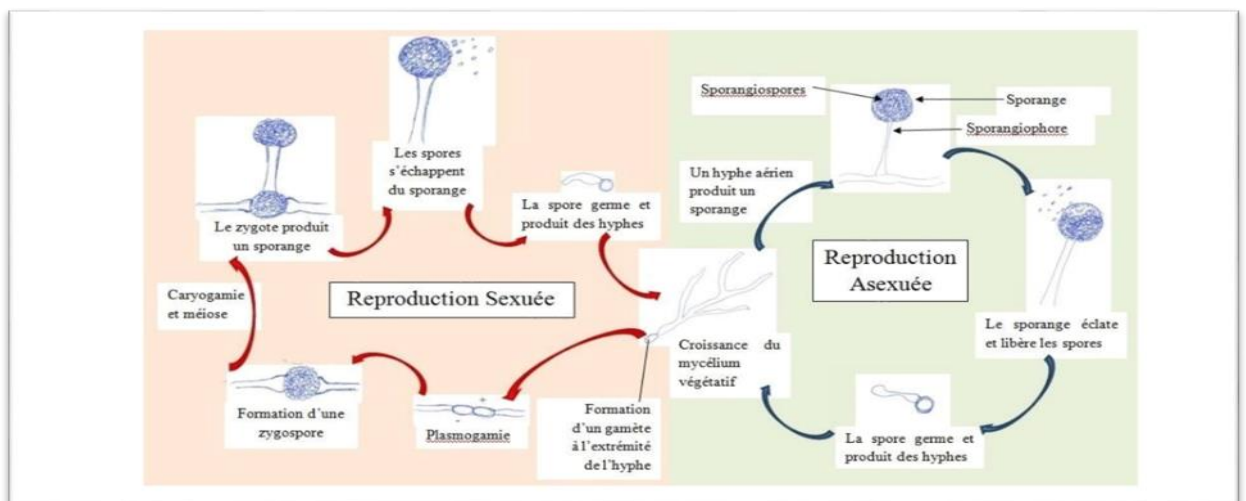 Sporangiospores
Sporange
Sporangiophore
Les spores
s'échappent
du sporange
Un hyphe aérien
produit un
sporange
La spore germe et
produit des hyphes
Le zygote produit
un sporange
Reproduction
Asexuée
Caryogamie
et méiose
Reproduction Sexuée
Le sporange éclate
et libère les spores
Croissance du
mycélium
végétatif
Formation d'une
zygospore
Plasmogamie
+
-
Formation
d'un gamète
à l'extrémité
de l'hyphe
La spore germe et
produit des hyphes